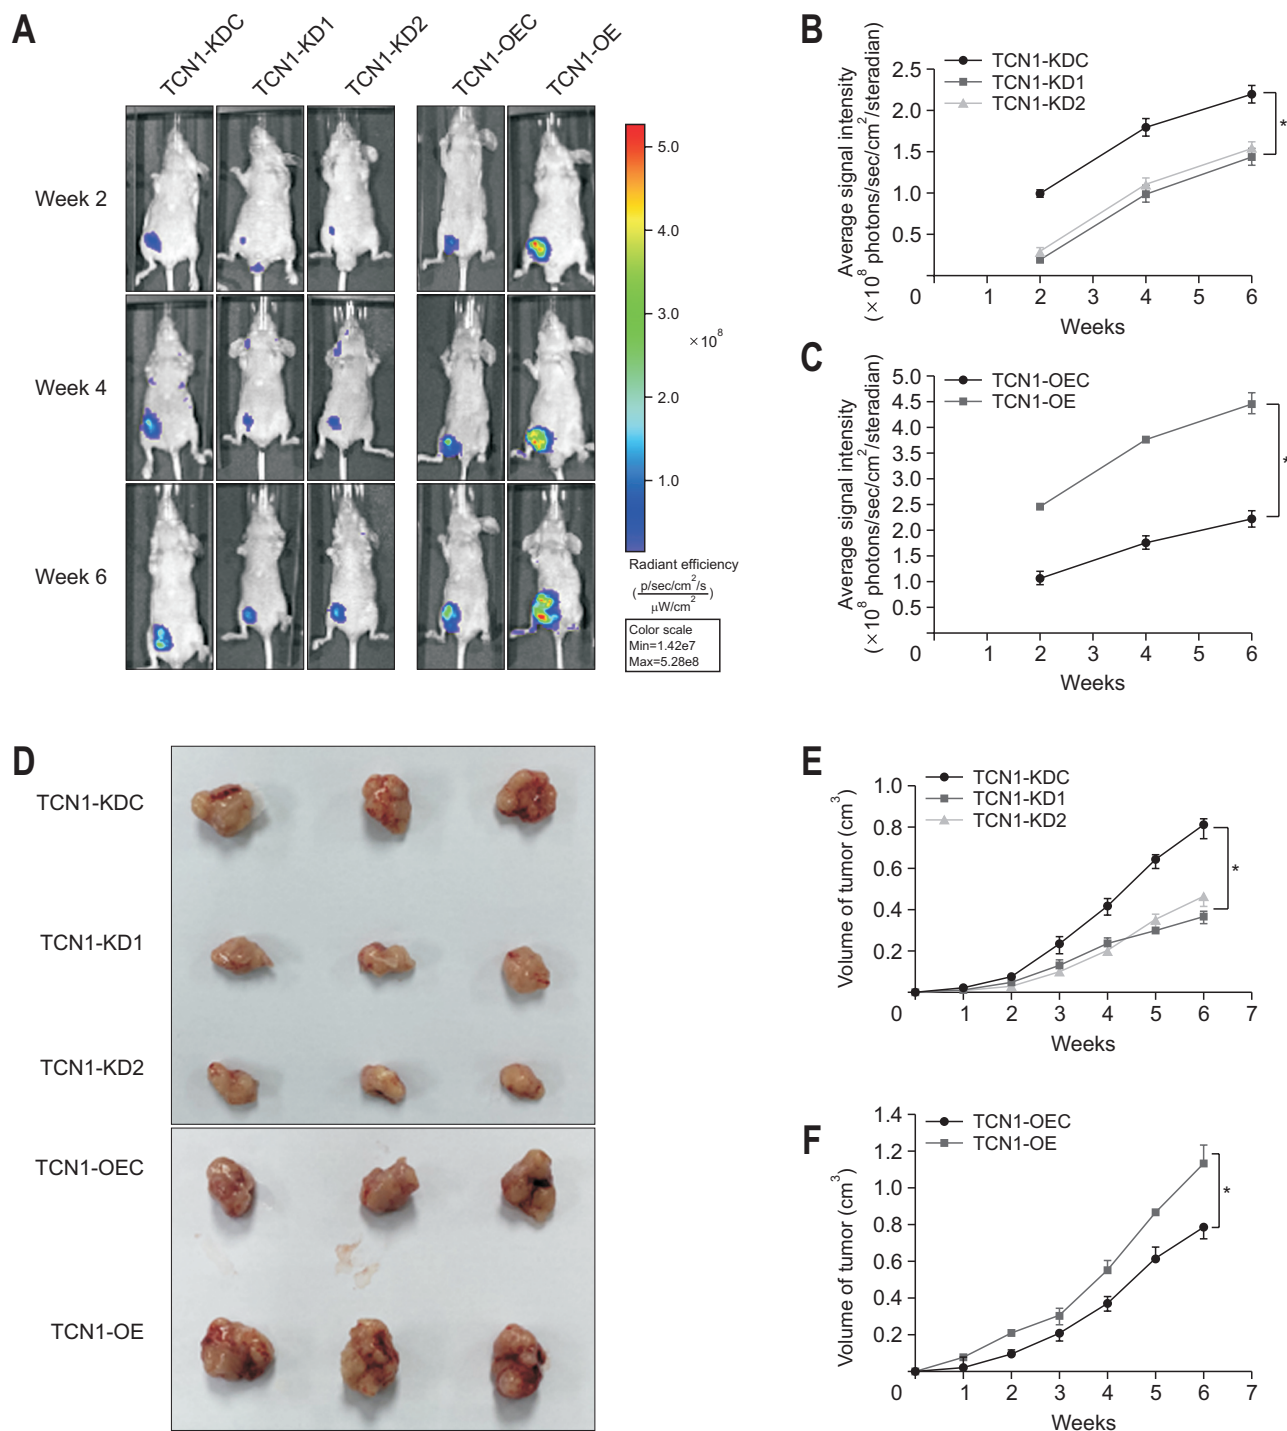 A
TCN1-KDC
TCN1-KD1
TCN1-KD2
TCN1-OEC
TCN1-OE
Week 2
Week 4
Week 6
5.0
4.0
3.0
×10⁸
2.0
1.0
Radiant efficiency
(p/sec/cm²/s
μW/cm²)
Color scale
Min=1.42e7
Max=5.28e8
B
Average signal intensity
(×10⁸ photons/sec/cm²/steradian)
TCN1-KDC
TCN1-KD1
TCN1-KD2
2.5
2.0
1.5
1.0
0.5
*
0 1 2 3 4 5 6
Weeks
C
Average signal intensity
(×10⁸ photons/sec/cm²/steradian)
TCN1-OEC
TCN1-OE
5.0
4.5
4.0
3.5
3.0
2.5
2.0
1.5
1.0
0.5
*
0 1 2 3 4 5 6
Weeks
D
TCN1-KDC
TCN1-KD1
TCN1-KD2
TCN1-OEC
TCN1-OE
E
Volume of tumor (cm³)
TCN1-KDC
TCN1-KD1
TCN1-KD2
1.0
0.8
0.6
0.4
0.2
*
0 1 2 3 4 5 6 7
Weeks
F
Volume of tumor (cm³)
TCN1-OEC
TCN1-OE
1.4
1.2
1.0
0.8
0.6
0.4
0.2
*
0 1 2 3 4 5 6 7
Weeks